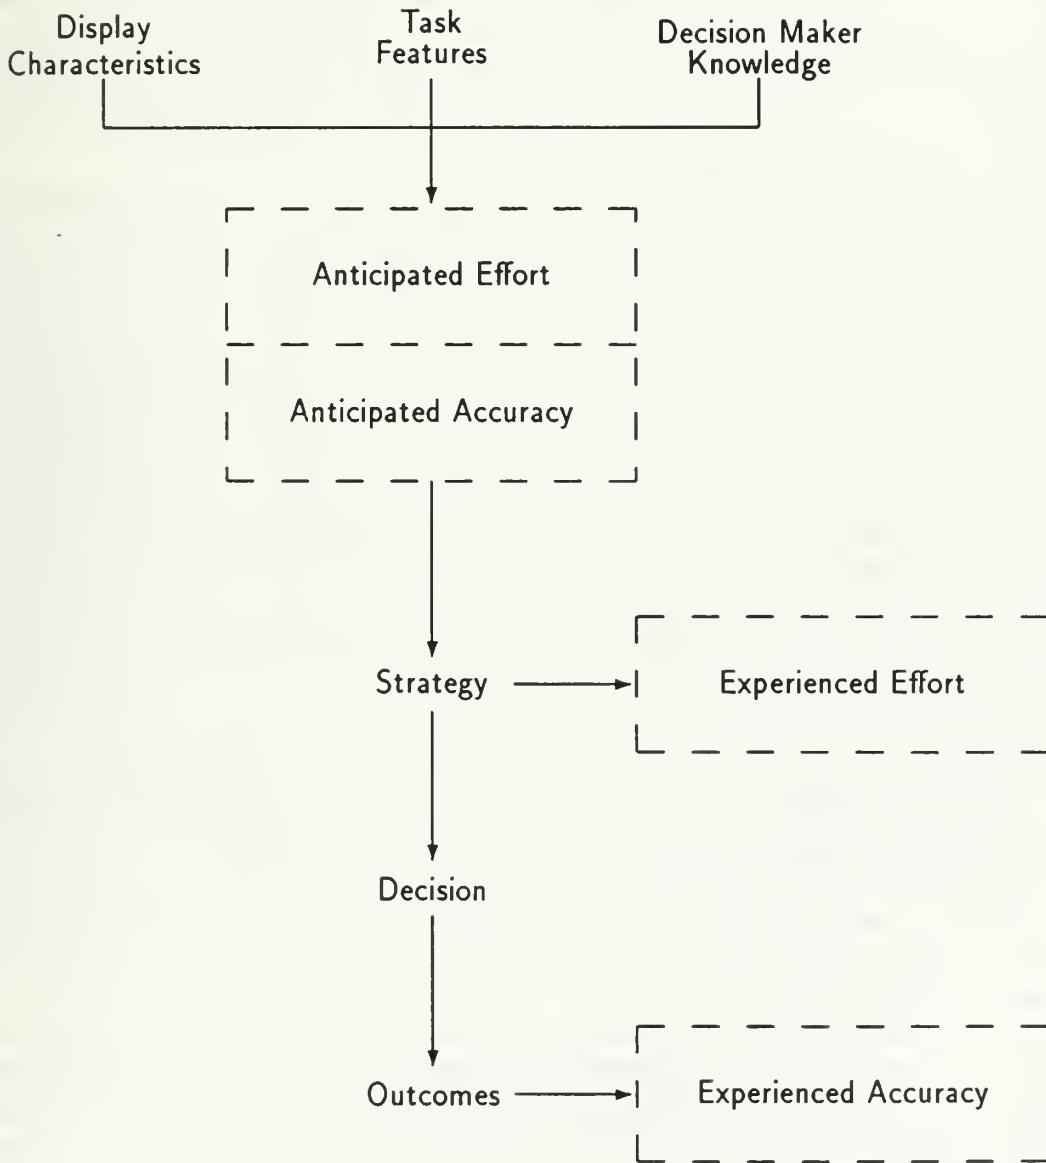 Display
Characteristics
Task
Features
Decision Maker
Knowledge
Anticipated Effort
Anticipated Accuracy
Strategy
Experienced Effort
Decision
Outcomes
Experienced Accuracy